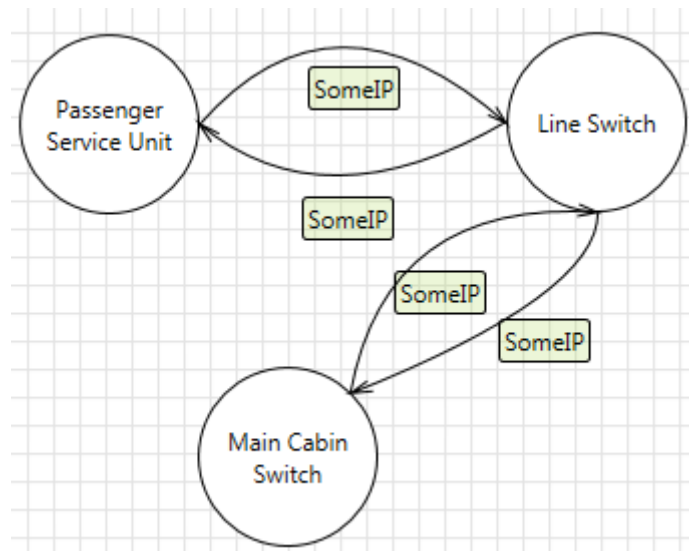 SomeIP
Passenger
Service Unit
Line Switch
SomeIP
SomeIP
SomeIP
Main Cabin
Switch